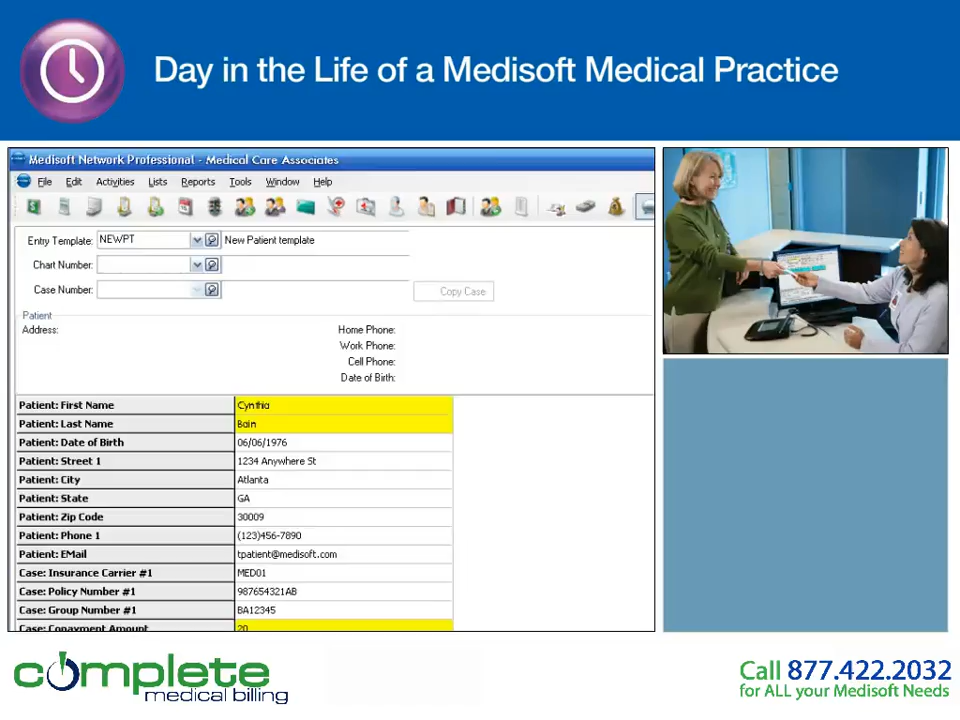 Day in the Life of a Medisoft Medical Practice
Medisoft Network Professional - Medical Care Associates
File Edit Activities Lists Reports Tools Window Help
Entry Template: NEWPT New Patient template
Chart Number:
Case Number: Copy Case
Patient
Address: Home Phone:
Work Phone:
Cell Phone:
Date of Birth:
Patient: First Name Cynthia
Patient: Last Name Bain
Patient: Date of Birth 06/06/1976
Patient: Street 1 1234 Anywhere St
Patient: City Atlanta
Patient: State GA
Patient: Zip Code 30009
Patient: Phone 1 (123)456-7890
Patient: EMail tpatient@medisoft.com
Case: Insurance Carrier #1 MED01
Case: Policy Number #1 987654321AB
Case: Group Number #1 BA12345
Case: Copayment Amount 20
complete
medical billing
Call 877.422.2032
for ALL your Medisoft Needs